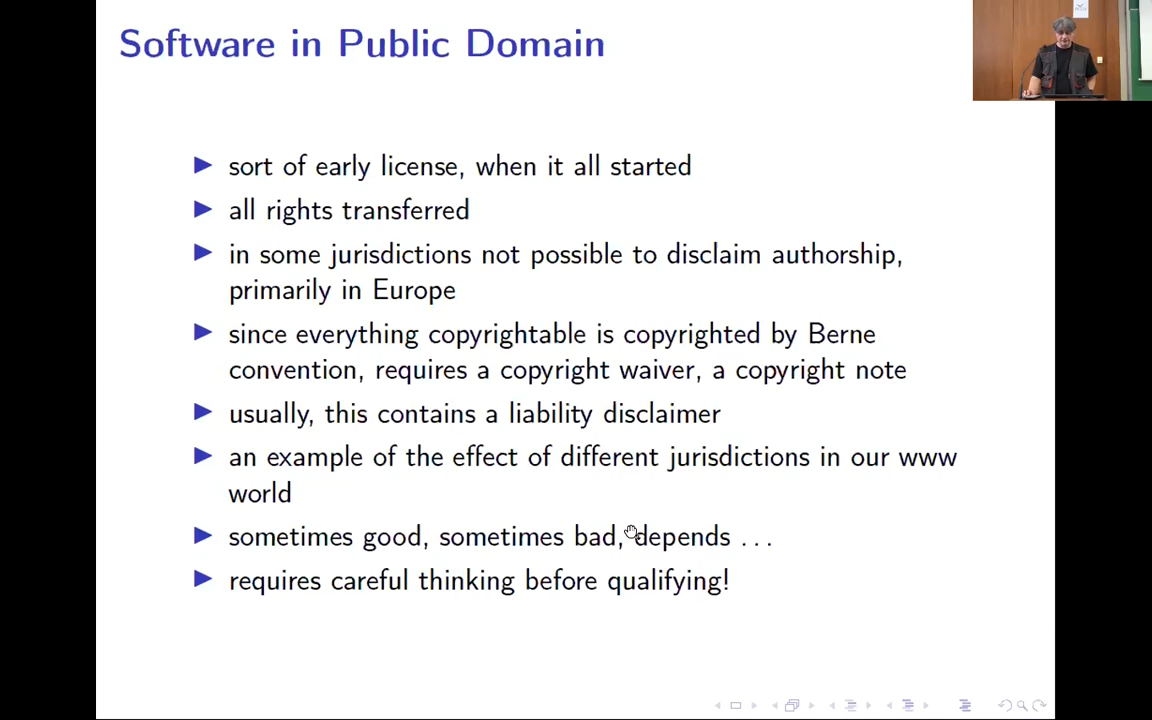 Software in Public Domain
sort of early license, when it all started
all rights transferred
in some jurisdictions not possible to disclaim authorship,
primarily in Europe
since everything copyrightable is copyrighted by Berne
convention, requires a copyright waiver, a copyright note
usually, this contains a liability disclaimer
an example of the effect of different jurisdictions in our www
world
sometimes good, sometimes bad, depends ...
requires careful thinking before qualifying!